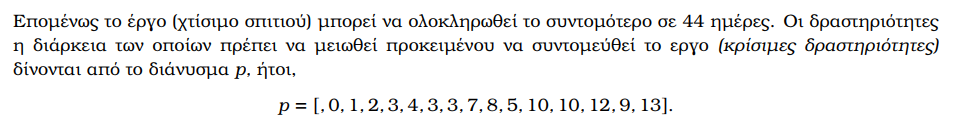 Επομένως το έργο (χτίσιμο σπιτιού) μπορεί να ολοκληρωθεί το συντομότερο σε 44 ημέρες. Οι δραστηριότητες
η διάρκεια των οποίων πρέπει να μειωθεί προκειμένου να συντομευθεί το εργο (κρίσιμες δραστηριότητες)
δίνονται από το διάνυσμα p, ήτοι,
p = [, 0, 1, 2, 3, 4, 3, 3, 7, 8, 5, 10, 10, 12, 9, 13].